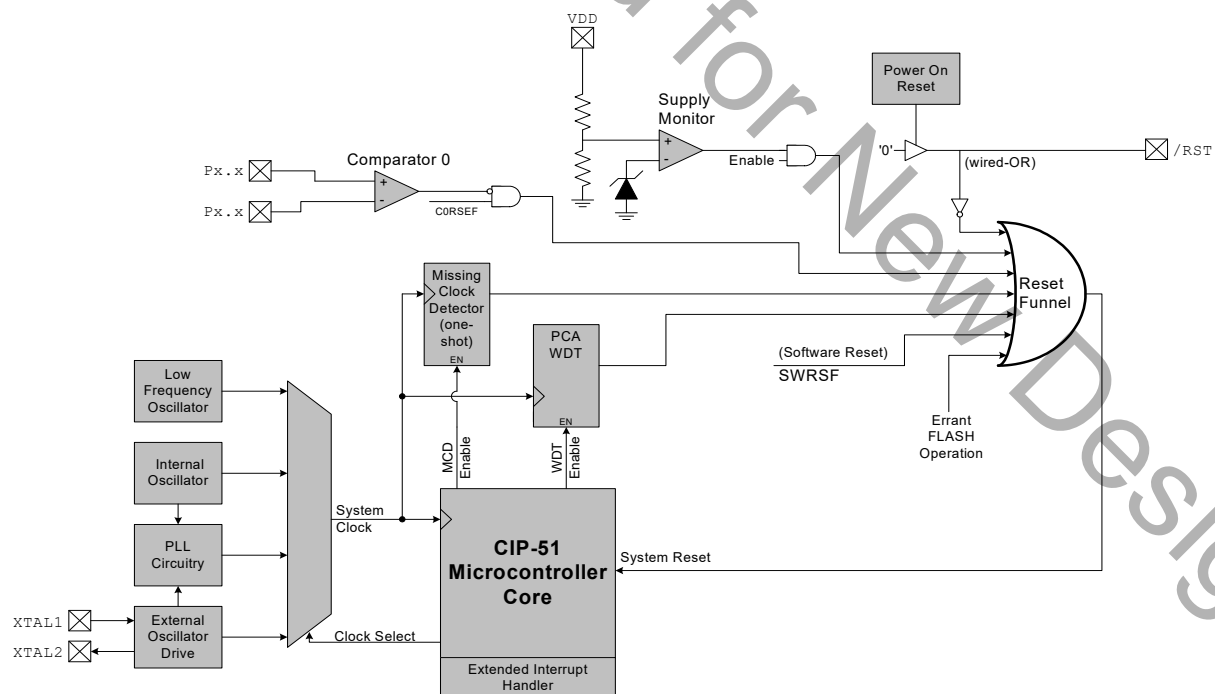 d for New Desig
VDD
Power On
Reset
Supply
Monitor
+
-
Enable
'0'
(wired-OR)
/RST
Comparator 0
Px.x
+
Px.x
-
C0RSEF
Missing
Clock
Detector
(one-
shot)
EN
Reset
Funnel
PCA
WDT
EN
(Software Reset)
SWRSF
Errant
FLASH
Operation
Low
Frequency
Oscillator
Internal
Oscillator
PLL
Circuitry
XTAL1
XTAL2
External
Oscillator
Drive
System
Clock
MCD
Enable
WDT
Enable
CIP-51
Microcontroller
Core
System Reset
Clock Select
Extended Interrupt
Handler